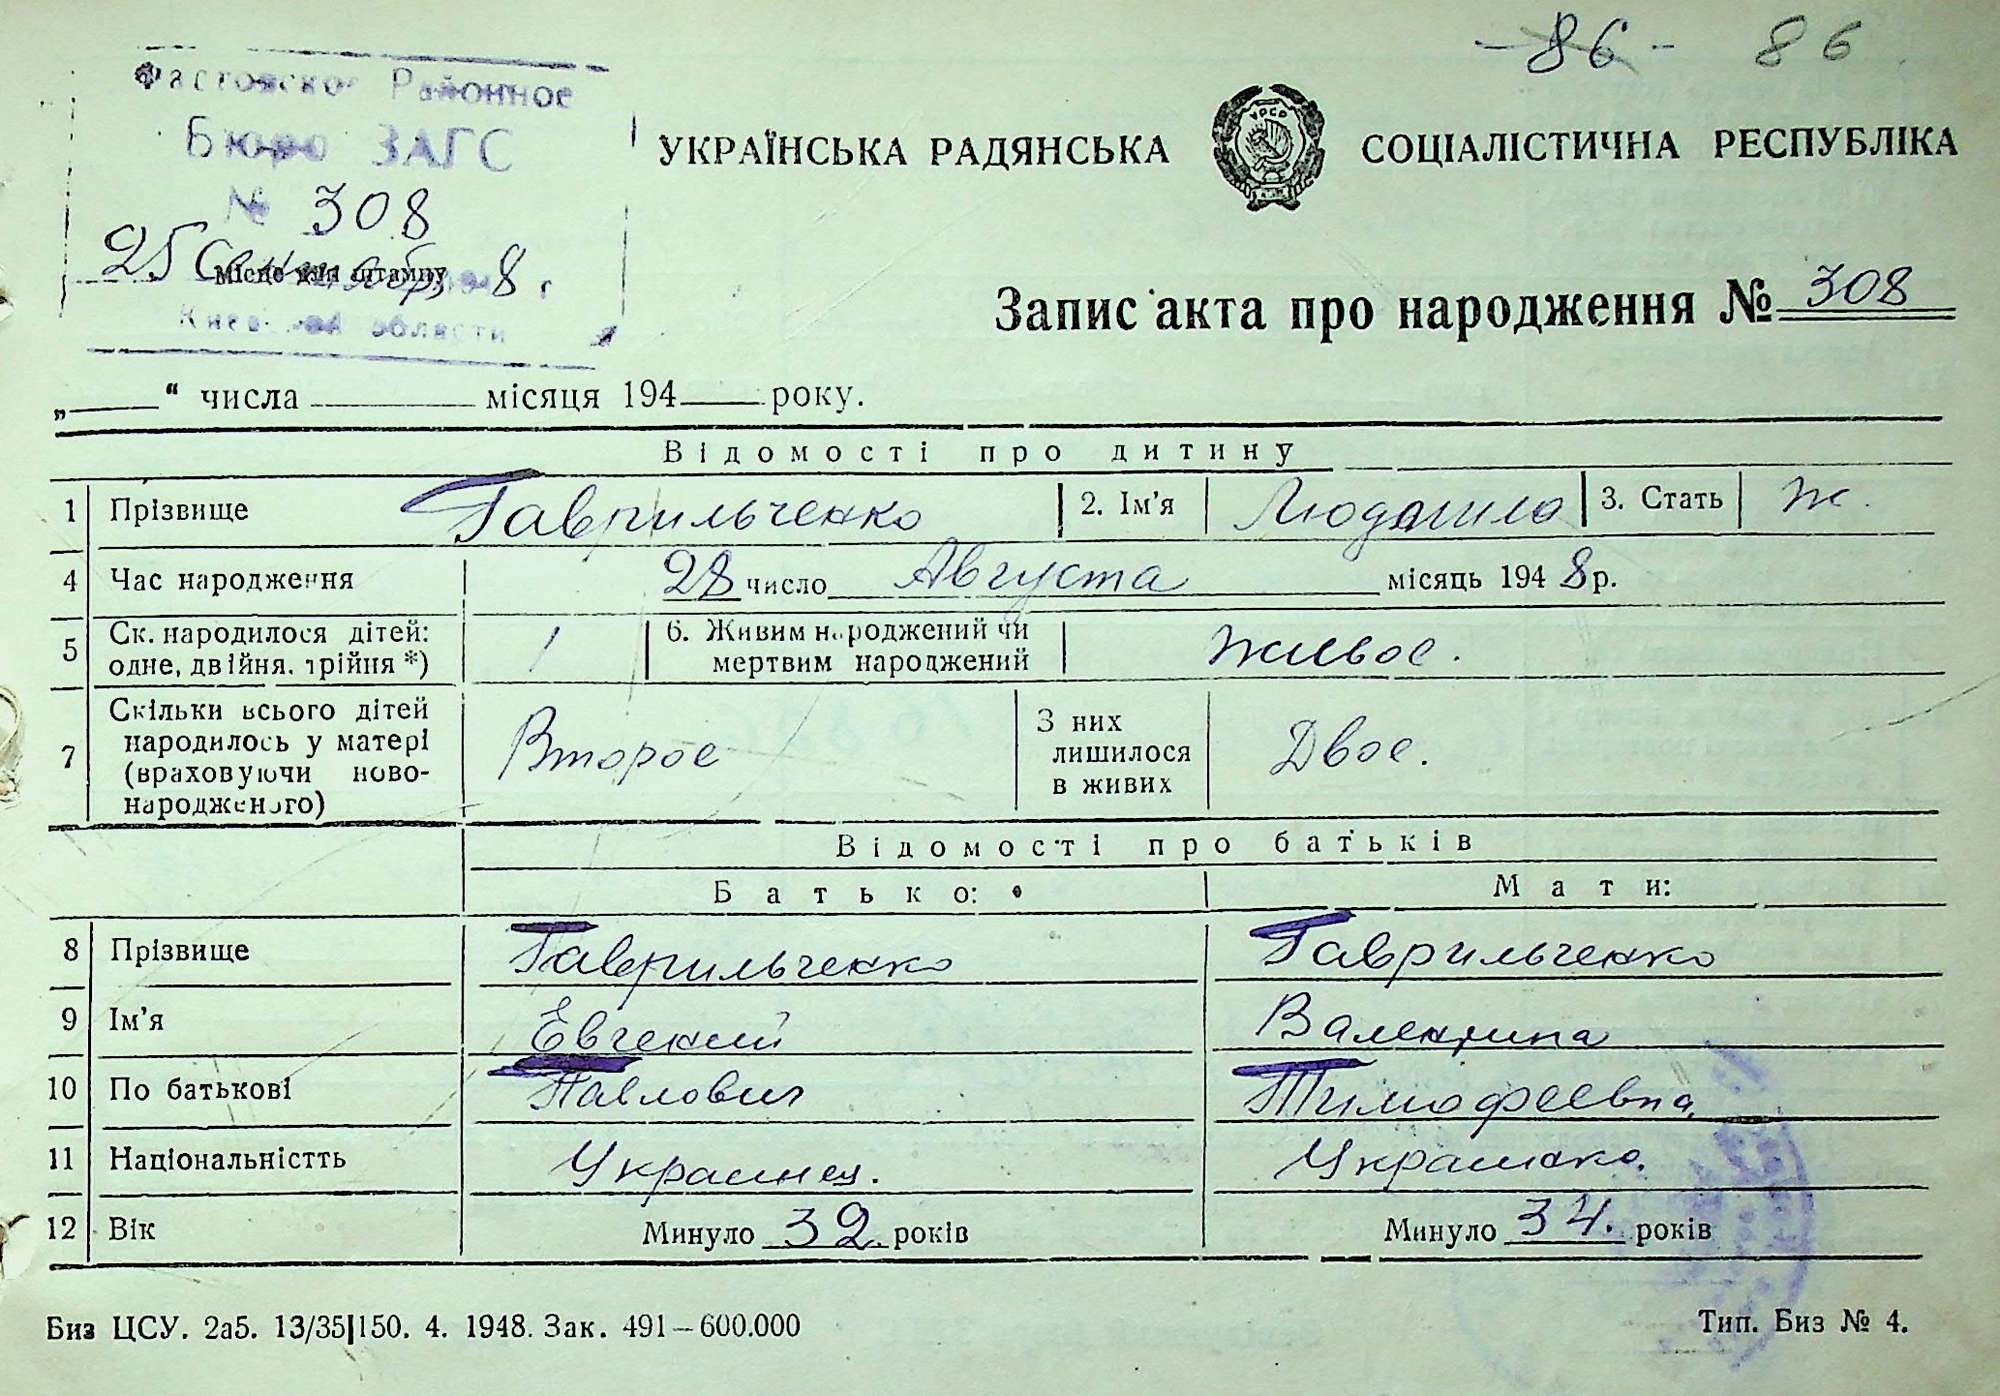 -86- 86
Фастовское Районное
Бюро ЗАГС
УКРАЇНСЬКА РАДЯНСЬКА СОЦІАЛІСТИЧНА РЕСПУБЛІКА
УРСР
№ 308
25 Сентября 8 г
місце для штампу
Киевской области
Запис акта про народження № 308
„ “ числа місяця 194 року.
Відомості про дитину
1 Прізвище Гаврильченко 2. Ім'я Людмила 3. Стать Ж.
4 Час народження 28 число Августа місяць 194 8 р.
5 Ск. народилося дітей: одне, двійня, трійня *) 1 6. Живим народжений чи мертвим народжений Живое.
7 Скільки всього дітей народилось у матері (враховуючи ново-народженого) Второе З них лишилося в живих Двое.
Відомості про батьків
Батько: Мати:
8 Прізвище Гаврильченко Гаврильченко
9 Ім'я Евгений Валентина
10 По батькові Павлович Тимофеевна
11 Національністть Украинец. Украинка.
12 Вік Минуло 32 років Минуло 34. років
Биз ЦСУ. 2а5. 13/35|150. 4. 1948. Зак. 491–600.000 Тип. Биз № 4.